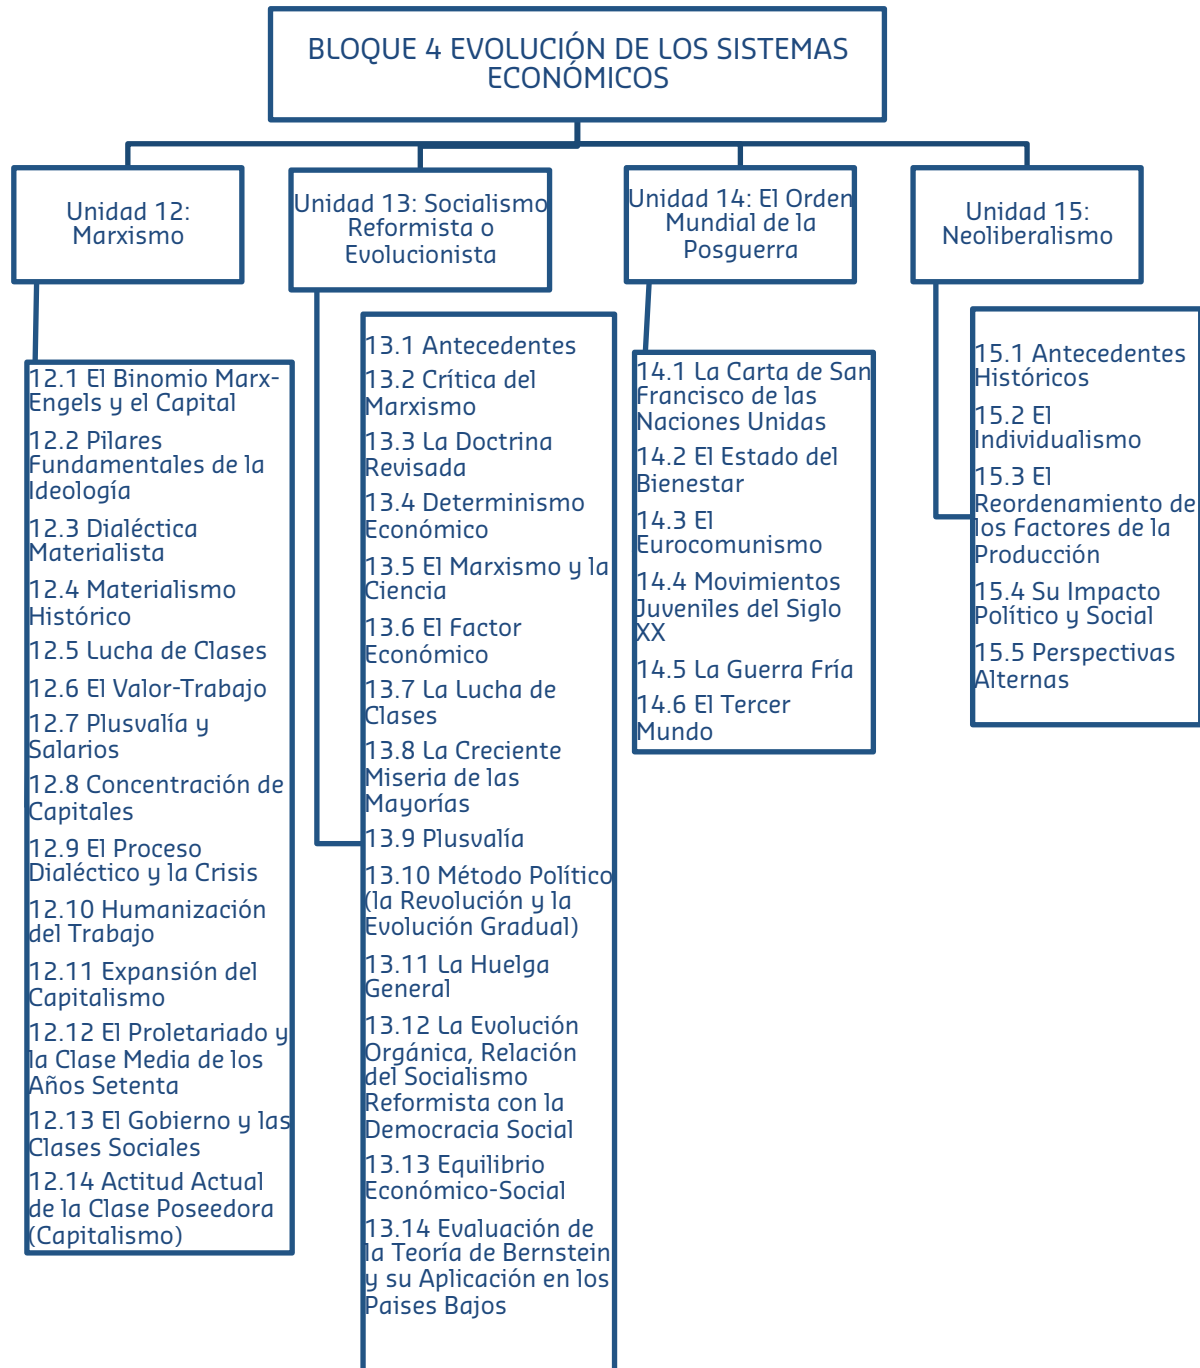 BLOQUE 4 EVOLUCIÓN DE LOS SISTEMAS
ECONÓMICOS
Unidad 12:
Marxismo
Unidad 13: Socialismo
Reformista o
Evolucionista
Unidad 14: El Orden
Mundial de la
Posguerra
Unidad 15:
Neoliberalismo
12.1 El Binomio Marx-
Engels y el Capital
12.2 Pilares
Fundamentales de la
Ideología
12.3 Dialéctica
Materialista
12.4 Materialismo
Histórico
12.5 Lucha de Clases
12.6 El Valor-Trabajo
12.7 Plusvalía y
Salarios
12.8 Concentración de
Capitales
12.9 El Proceso
Dialéctico y la Crisis
12.10 Humanización
del Trabajo
12.11 Expansión del
Capitalismo
12.12 El Proletariado y
la Clase Media de los
Años Setenta
12.13 El Gobierno y las
Clases Sociales
12.14 Actitud Actual
de la Clase Poseedora
(Capitalismo)
13.1 Antecedentes
13.2 Crítica del
Marxismo
13.3 La Doctrina
Revisada
13.4 Determinismo
Económico
13.5 El Marxismo y la
Ciencia
13.6 El Factor
Económico
13.7 La Lucha de
Clases
13.8 La Creciente
Miseria de las
Mayorías
13.9 Plusvalía
13.10 Método Político
(la Revolución y la
Evolución Gradual)
13.11 La Huelga
General
13.12 La Evolución
Orgánica, Relación
del Socialismo
Reformista con la
Democracia Social
13.13 Equilibrio
Económico-Social
13.14 Evaluación de
la Teoría de Bernstein
y su Aplicación en los
Paises Bajos
14.1 La Carta de San
Francisco de las
Naciones Unidas
14.2 El Estado del
Bienestar
14.3 El
Eurocomunismo
14.4 Movimientos
Juveniles del Siglo
XX
14.5 La Guerra Fría
14.6 El Tercer
Mundo
15.1 Antecedentes
Históricos
15.2 El
Individualismo
15.3 El
Reordenamiento de
los Factores de la
Producción
15.4 Su Impacto
Político y Social
15.5 Perspectivas
Alternas